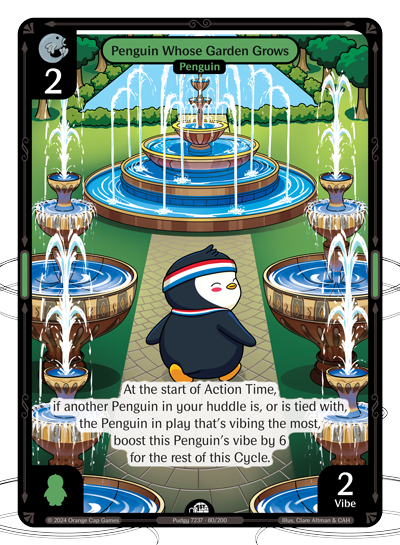 Penguin Whose Garden Grows
Penguin
2
At the start of Action Time,
if another Penguin in your huddle is, or is tied with,
the Penguin in play that's vibing the most,
boost this Penguin's vibe by 6
for the rest of this Cycle.
2
Vibe
© 2024 Orange Cap Games
Pudgy 7237 · 80/200
Illus. Clare Altman & CAH